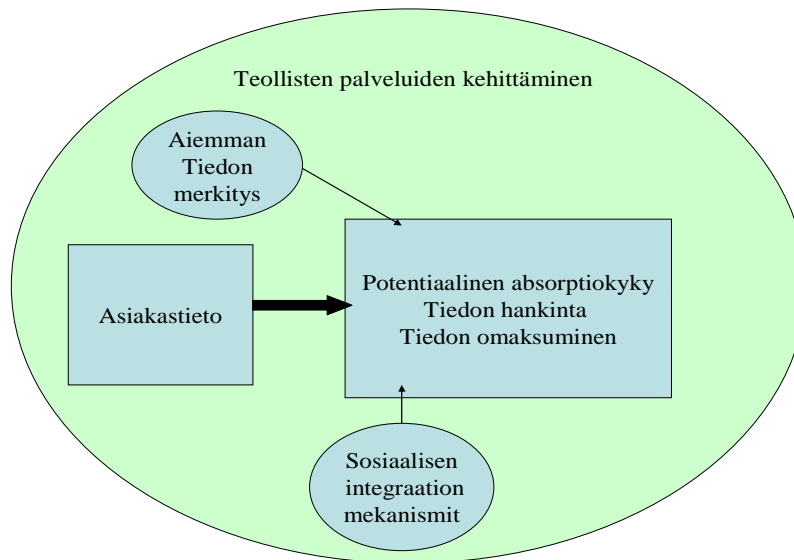 Teollisten palveluiden kehittäminen
Aiemman
Tiedon
merkitys
Asiakastieto
Potentiaalinen absorptiokyky
Tiedon hankinta
Tiedon omaksuminen
Sosiaalisen
integraation
mekanismit